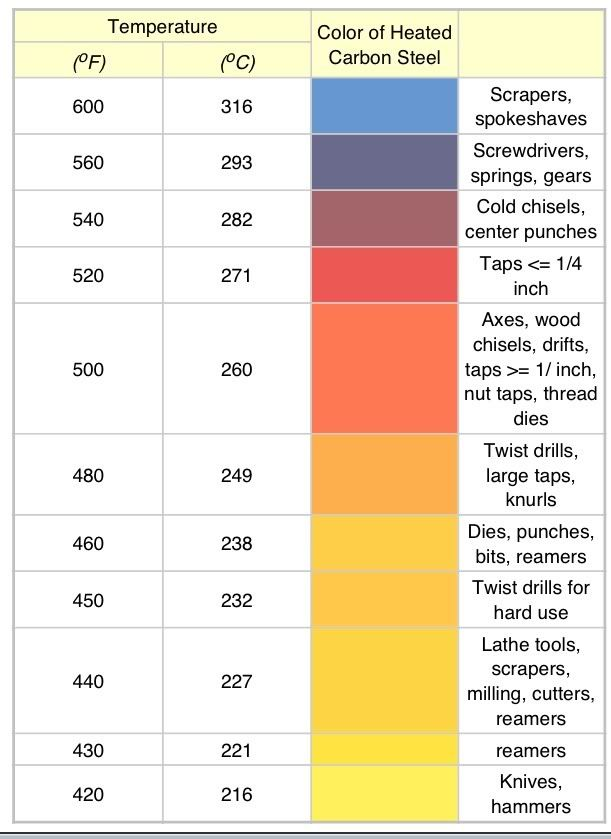 Temperature
Color of Heated
Carbon Steel
(ºF)
(ºC)
600
316
Scrapers,
spokeshaves
560
293
Screwdrivers,
springs, gears
540
282
Cold chisels,
center punches
520
271
Taps <= 1/4
inch
500
260
Axes, wood
chisels, drifts,
taps >= 1/ inch,
nut taps, thread
dies
480
249
Twist drills,
large taps,
knurls
460
238
Dies, punches,
bits, reamers
450
232
Twist drills for
hard use
440
227
Lathe tools,
scrapers,
milling, cutters,
reamers
430
221
reamers
420
216
Knives,
hammers